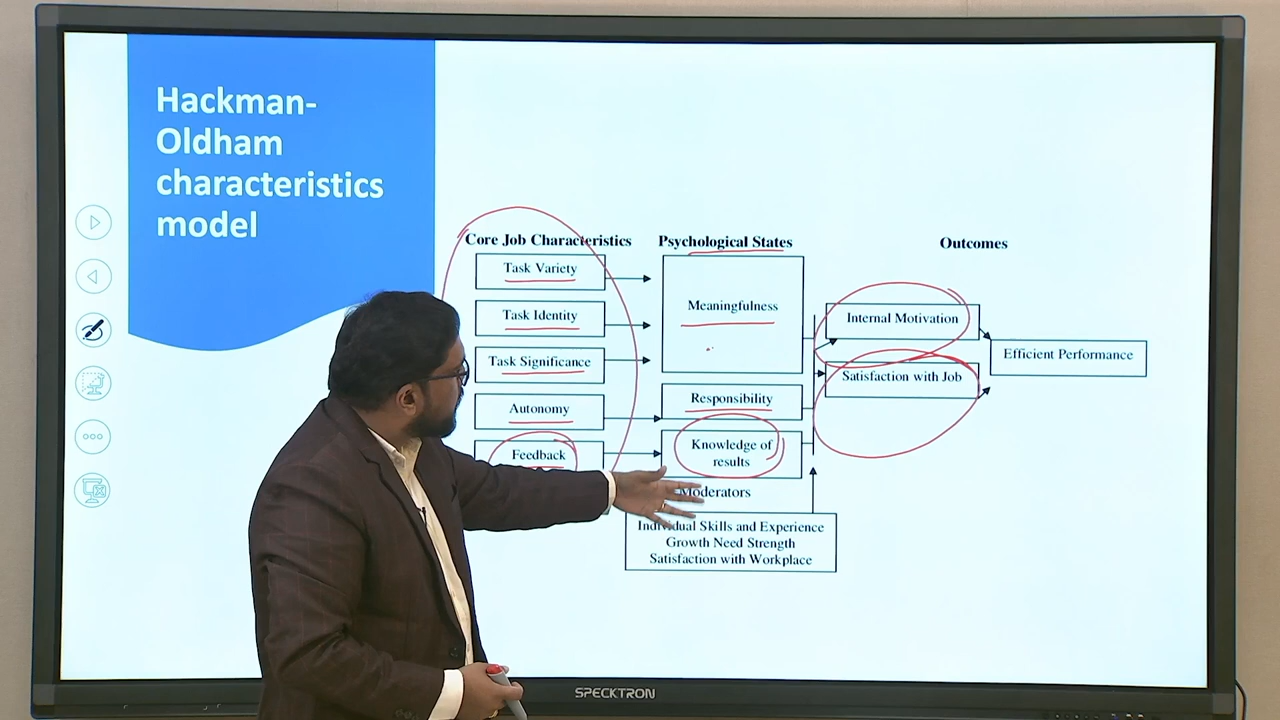 Hackman-
Oldham
characteristics
model
Core Job Characteristics
Psychological States
Outcomes
Task Variety
Task Identity
Task Significance
Autonomy
Feedback
Meaningfulness
Responsibility
Knowledge of
results
Internal Motivation
Satisfaction with Job
Efficient Performance
Moderators
Individual Skills and Experience
Growth Need Strength
Satisfaction with Workplace
SPECKTRON